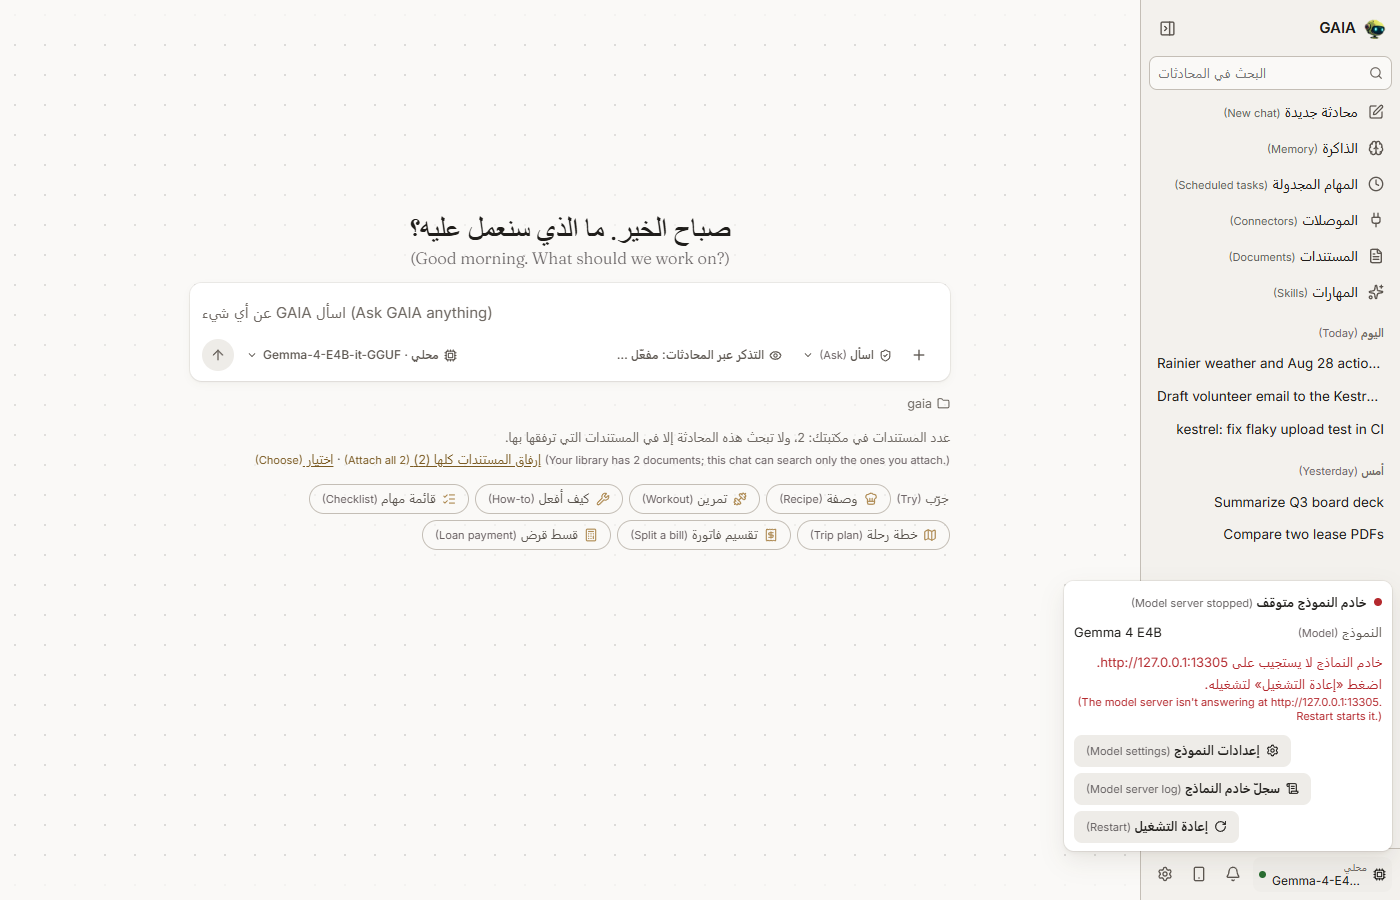 GAIA
البحث في المحادثات
محادثة جديدة (New chat)
الذاكرة (Memory)
المهام المجدولة (Scheduled tasks)
الموصلات (Connectors)
المستندات (Documents)
المهارات (Skills)
اليوم (Today)
Rainier weather and Aug 28 actio...
Draft volunteer email to the Kestr...
kestrel: fix flaky upload test in CI
أمس (Yesterday)
Summarize Q3 board deck
Compare two lease PDFs
صباح الخير. ما الذي سنعمل عليه؟
(Good morning. What should we work on?)
اسأل GAIA عن أي شيء (Ask GAIA anything)
اسأل (Ask)
التذكر عبر المحادثات: مفعّل ...
محلي · Gemma-4-E4B-it-GGUF
gaia
عدد المستندات في مكتبتك: 2، ولا تبحث هذه المحادثة إلا في المستندات التي ترفقها بها.
(Your library has 2 documents; this chat can search only the ones you attach.) إرفاق المستندات كلها (2) (Attach all 2) · اختيار (Choose)
جرّب (Try)
وصفة (Recipe)
تمرين (Workout)
كيف أفعل (How-to)
قائمة مهام (Checklist)
خطة رحلة (Trip plan)
تقسيم فاتورة (Split a bill)
قسط قرض (Loan payment)
خادم النموذج متوقف (Model server stopped)
النموذج (Model)
Gemma 4 E4B
خادم النماذج لا يستجيب على http://127.0.0.1:13305.
اضغط «إعادة التشغيل» لتشغيله.
(The model server isn't answering at http://127.0.0.1:13305.
Restart starts it.)
إعدادات النموذج (Model settings)
سجلّ خادم النماذج (Model server log)
إعادة التشغيل (Restart)
محلي
Gemma-4-E4...